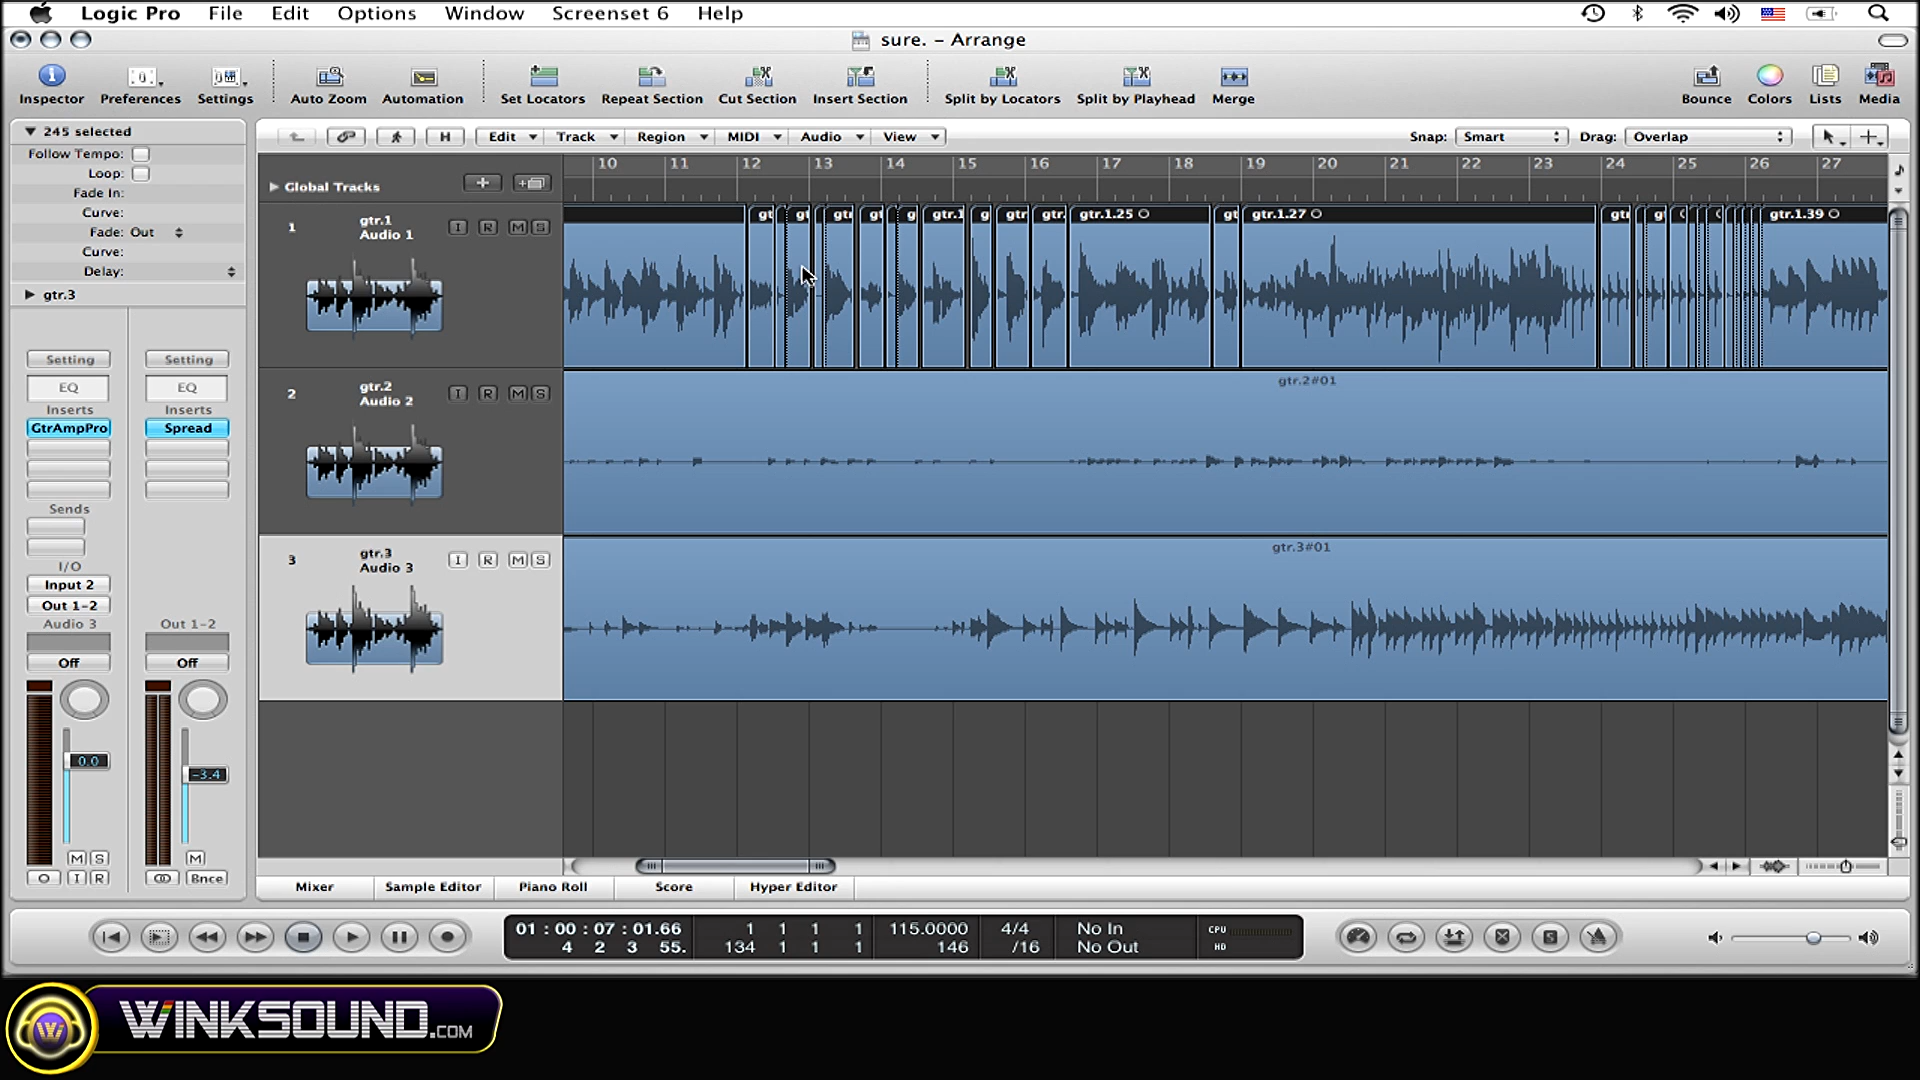 Logic Pro File Edit Options Window Screenset 6 Help
sure. – Arrange
Inspector Preferences Settings Auto Zoom Automation Set Locators Repeat Section Cut Section Insert Section Split by Locators Split by Playhead Merge Bounce Colors Lists Media
245 selected
H Edit Track Region MIDI Audio View Snap: Smart Drag: Overlap
Follow Tempo:
Loop:
Fade In:
Curve:
Fade: Out
Curve:
Delay:
gtr.3
10 11 12 13 14 15 16 17 18 19 20 21 22 23 24 25 26 27
Global Tracks
1 gtr.1 I R M S
Audio 1
gtr.1.25 gtr.1.27 gtr.1.39
2 gtr.2 I R M S
Audio 2
gtr.2#01
3 gtr.3 I R M S
Audio 3
gtr.3#01
Setting Setting
EQ EQ
Inserts Inserts
GtrAmpPro Spread
Sends
I/O
Input 2
Out 1-2
Audio 3 Out 1-2
Off Off
0.0 -3.4
M S M
I R Bnce
Mixer Sample Editor Piano Roll Score Hyper Editor
01 : 00 : 07 : 01.66 1 1 1 1 115.0000 4/4 No In CPU
4 2 3 55. 134 1 1 1 146 /16 No Out HD
W WINKSOUND.COM